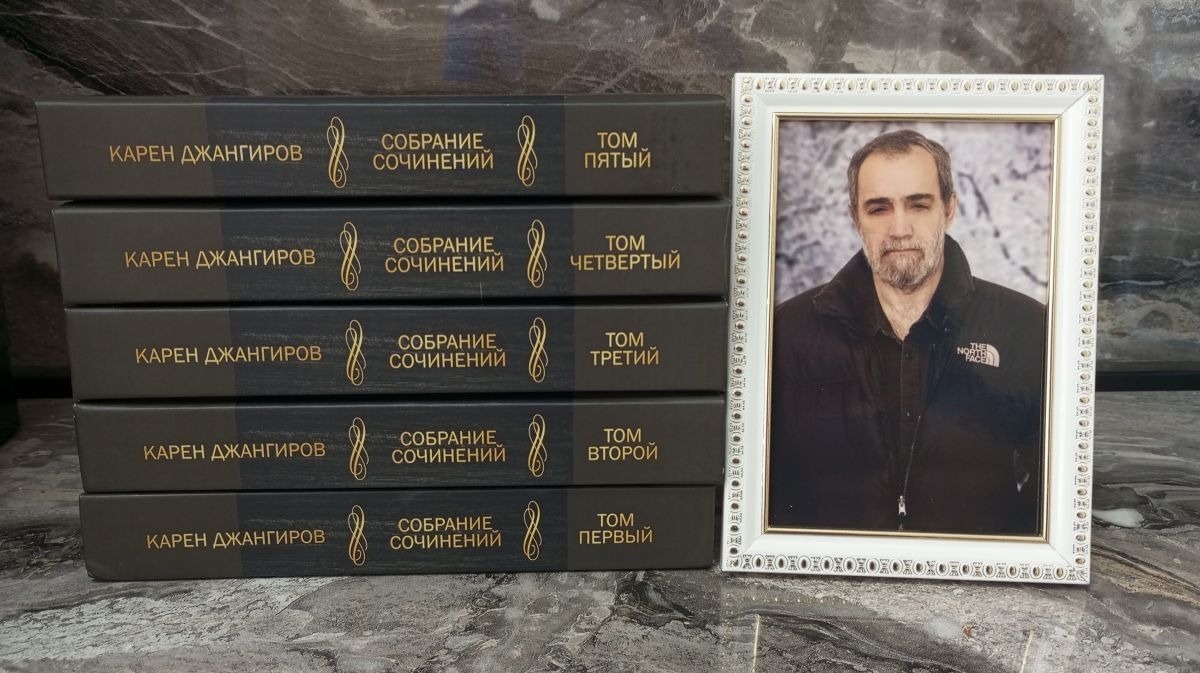 КАРЕН ДЖАНГИРОВ
СОБРАНИЕ
СОЧИНЕНИЙ
ТОМ
ПЯТЫЙ
КАРЕН ДЖАНГИРОВ
СОБРАНИЕ
СОЧИНЕНИЙ
ТОМ
ЧЕТВЕРТЫЙ
КАРЕН ДЖАНГИРОВ
СОБРАНИЕ
СОЧИНЕНИЙ
ТОМ
ТРЕТИЙ
КАРЕН ДЖАНГИРОВ
СОБРАНИЕ
СОЧИНЕНИЙ
ТОМ
ВТОРОЙ
КАРЕН ДЖАНГИРОВ
СОБРАНИЕ
СОЧИНЕНИЙ
ТОМ
ПЕРВЫЙ
THE
NORTH
FACE